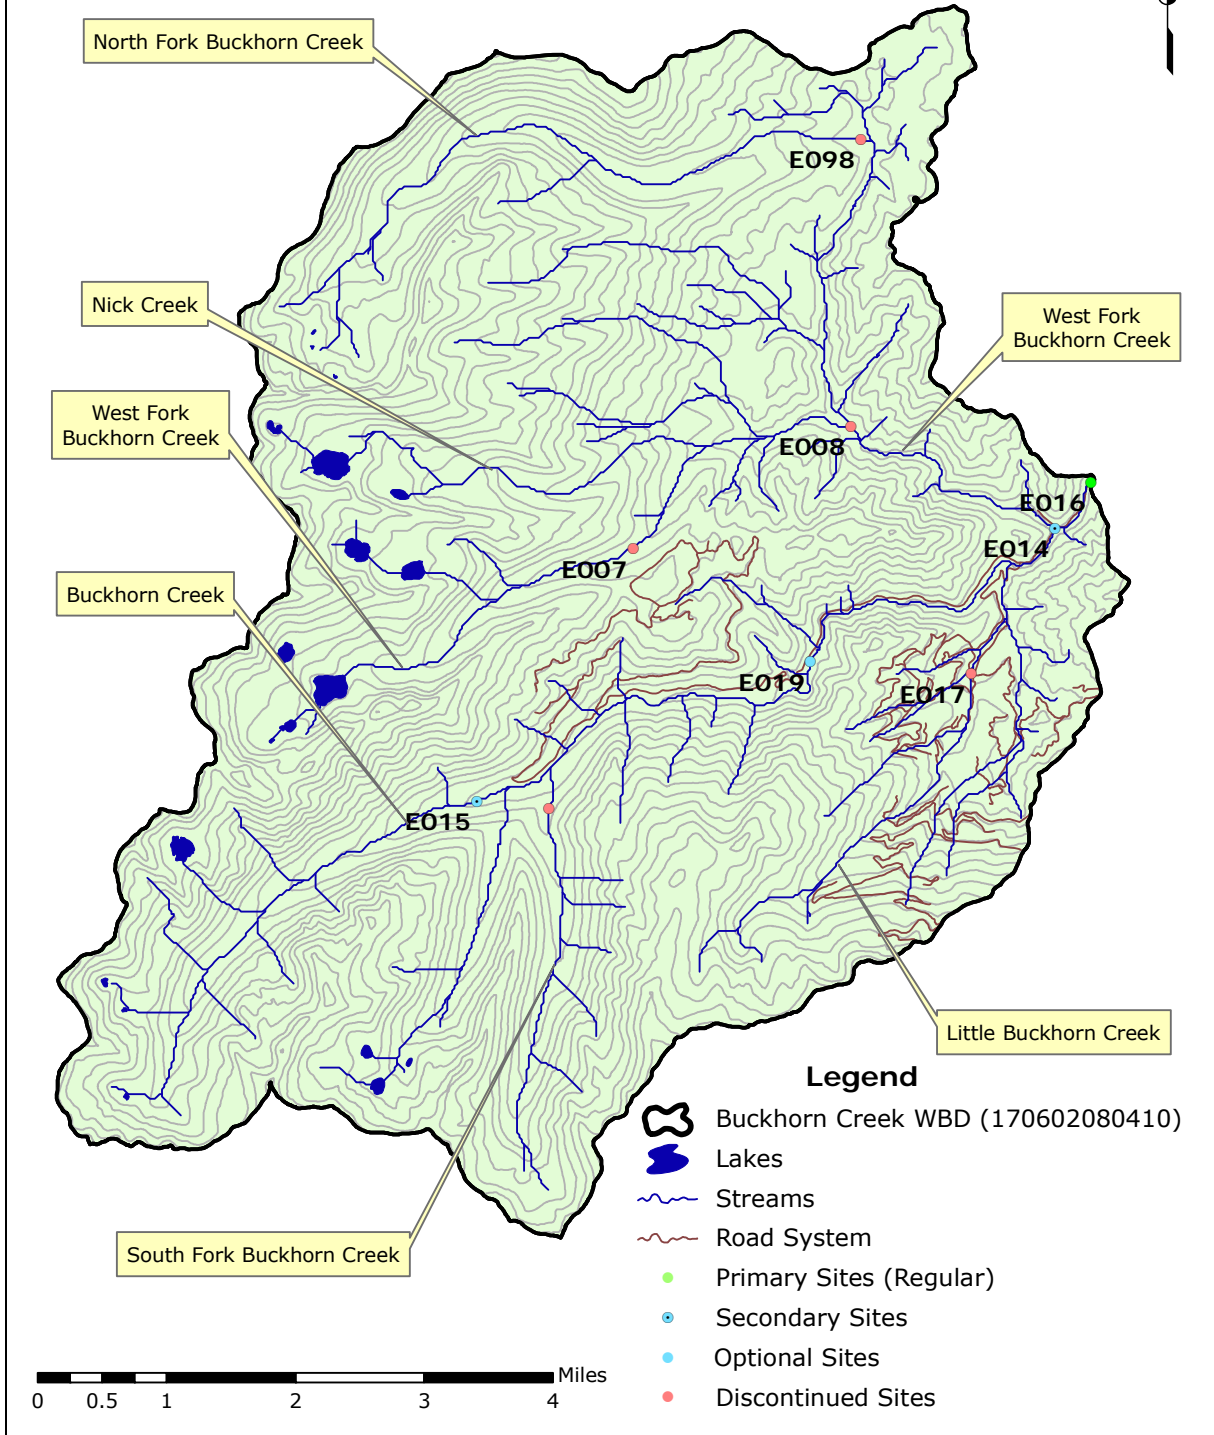 North Fork Buckhorn Creek
E098
Nick Creek
West Fork
Buckhorn Creek
West Fork
Buckhorn Creek
E008
E016
E014
E007
Buckhorn Creek
E019
E017
E015
Little Buckhorn Creek
South Fork Buckhorn Creek
Legend
Buckhorn Creek WBD (170602080410)
Lakes
Streams
Road System
Primary Sites (Regular)
Secondary Sites
Optional Sites
Discontinued Sites
Miles
0 0.5 1 2 3 4